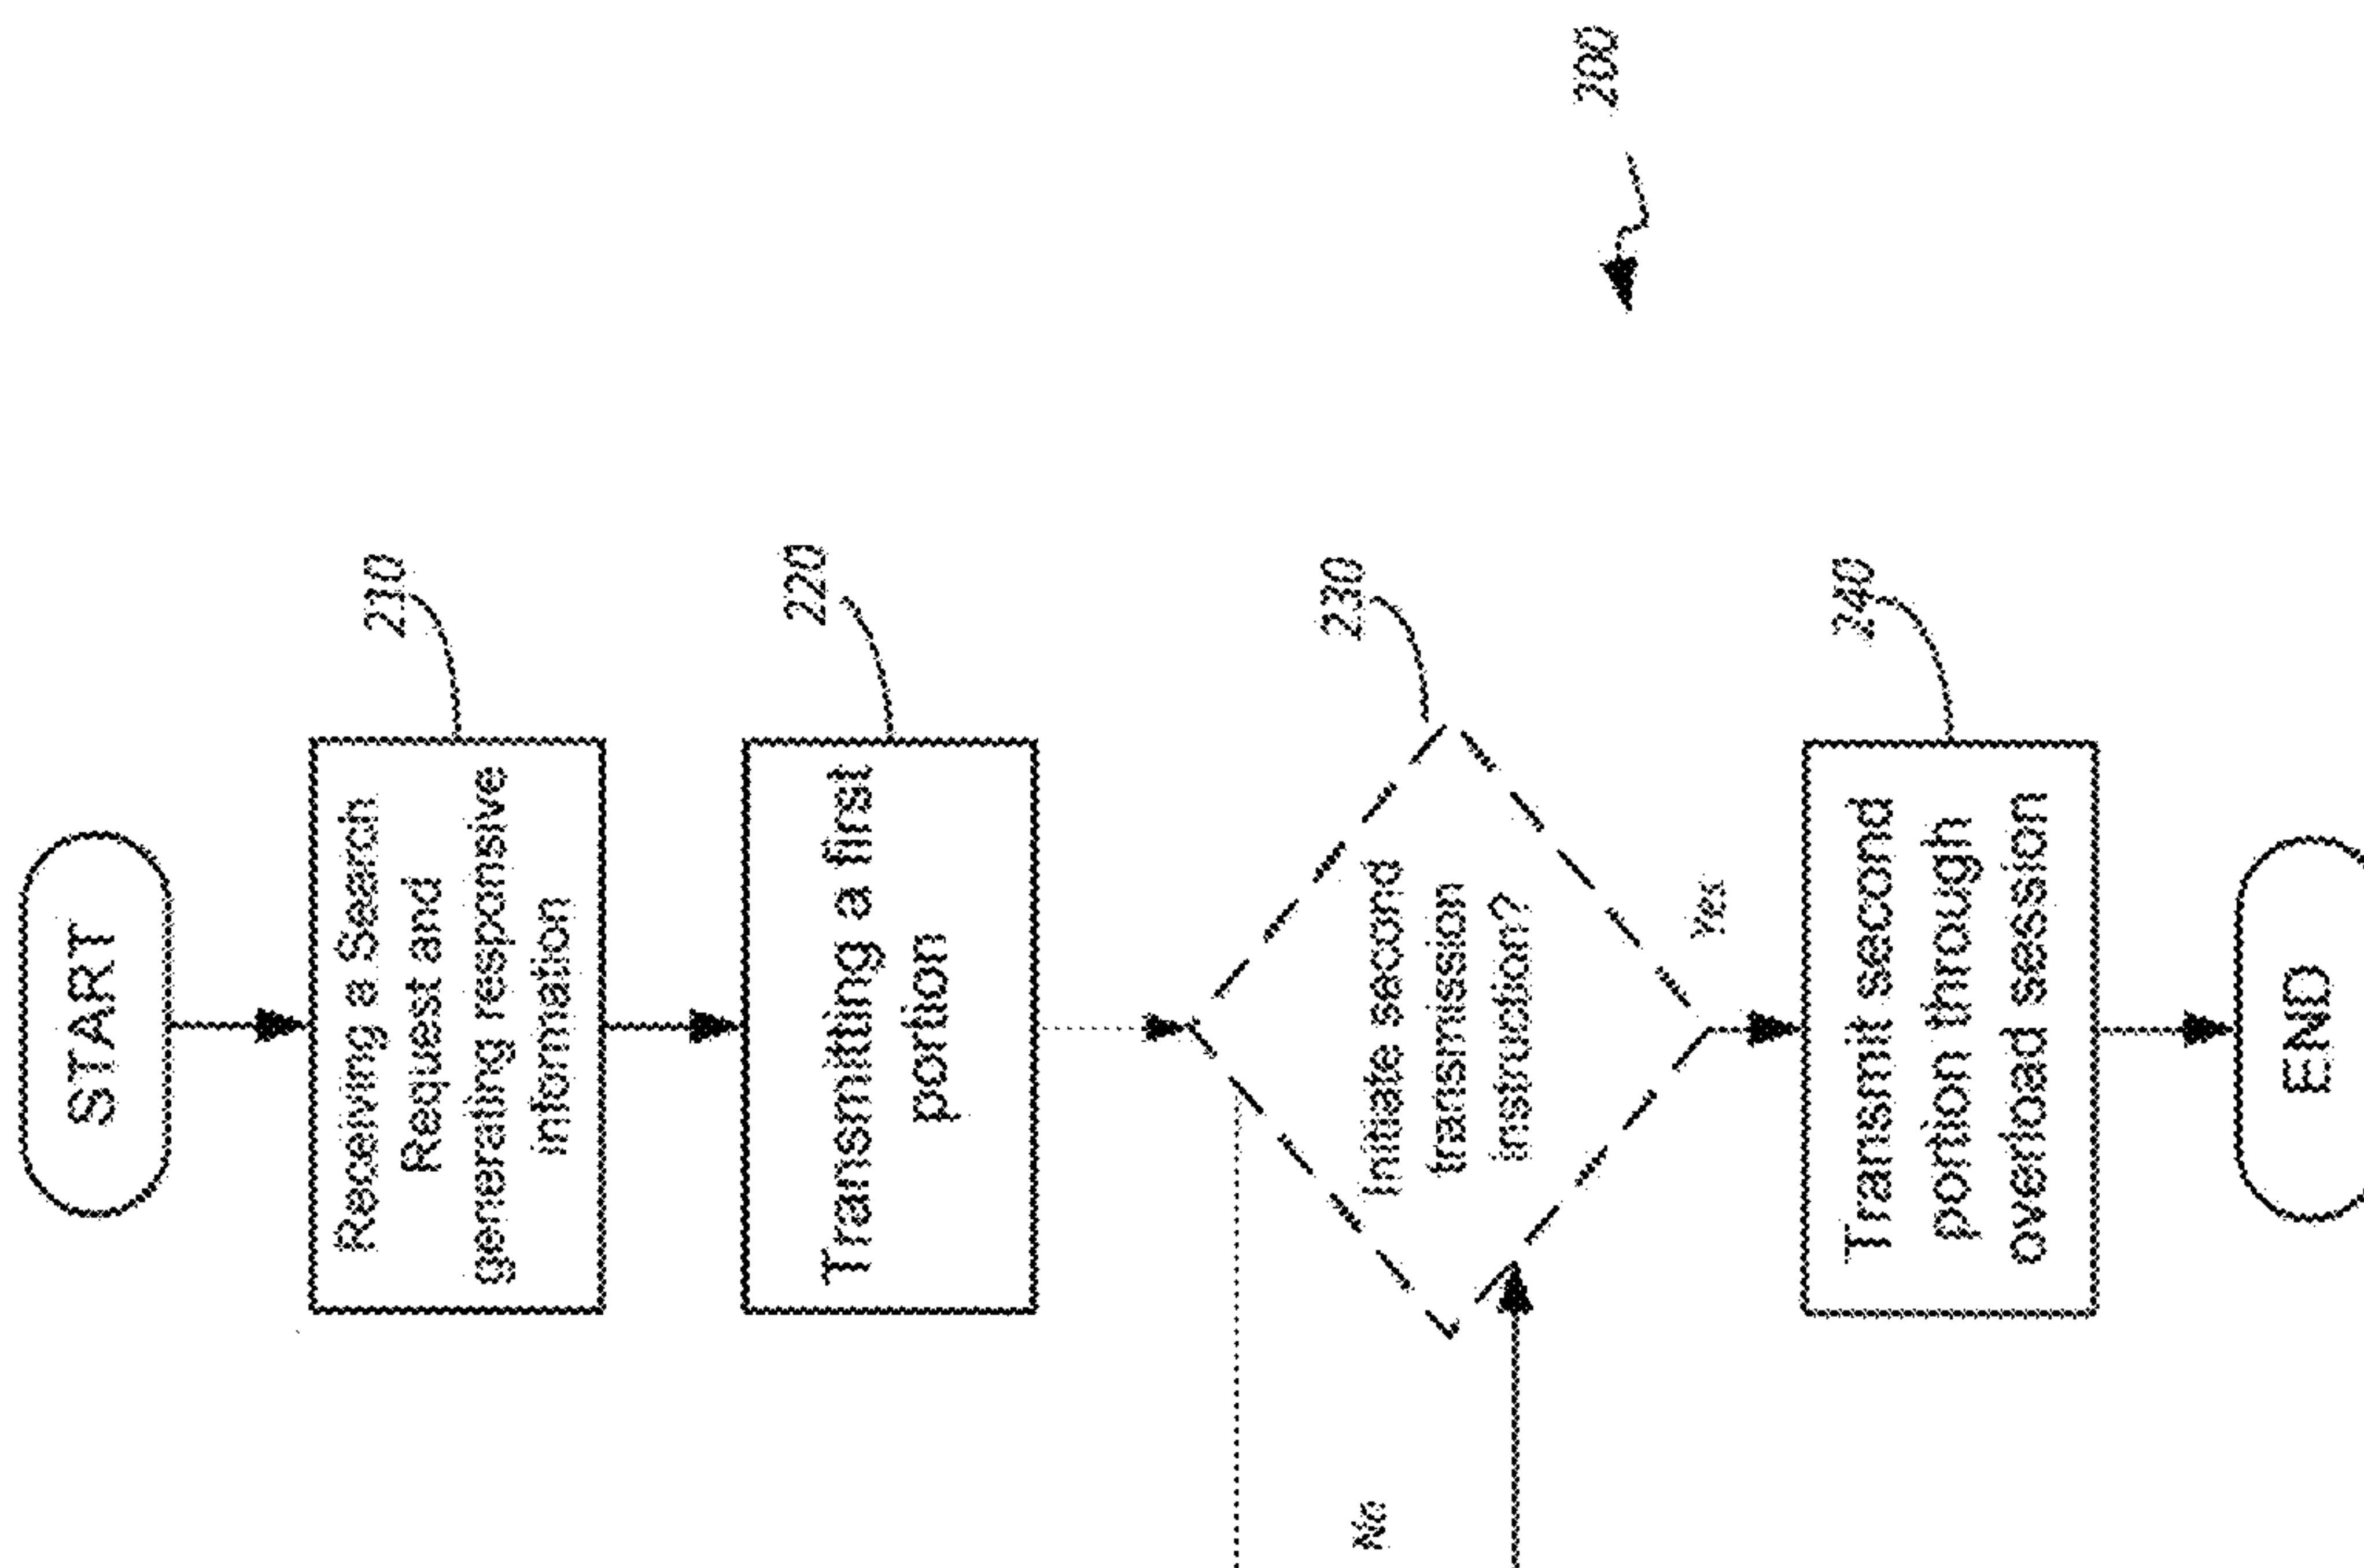 200
START
210
Receiving a Search
Request and
generating responsive
information
220
Transmitting a first
portion
230
Initiate second
transmission
instruction?
No
Yes
240
Transmit second
portion through
overload session
END